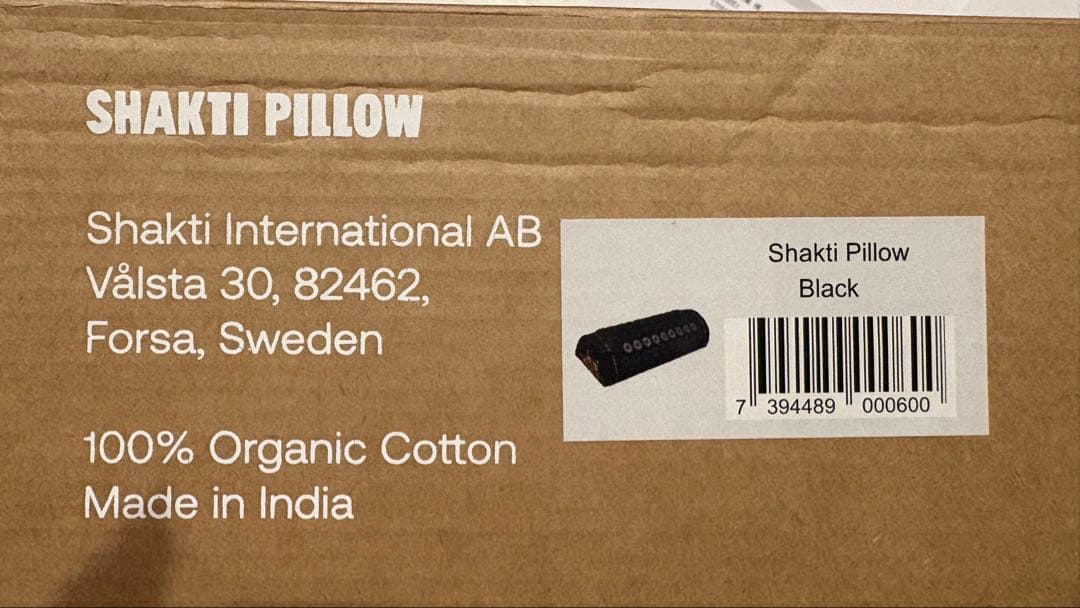 SHAKTI PILLOW
Shakti International AB
Vålsta 30, 82462,
Forsa, Sweden
100% Organic Cotton
Made in India
Shakti Pillow
Black
7 394489 000600